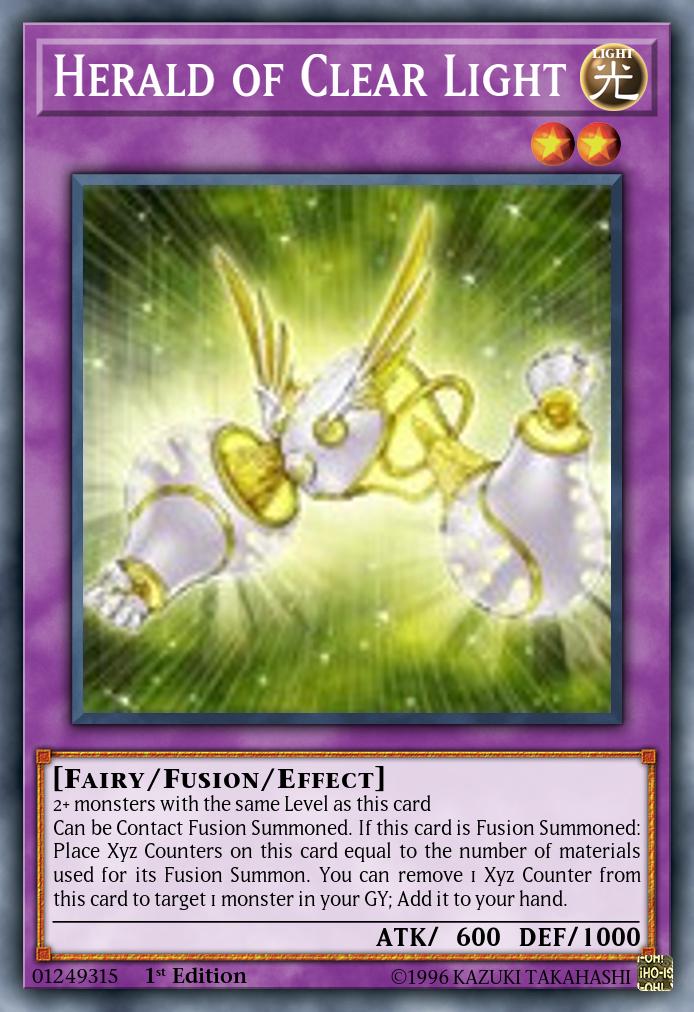 HERALD OF CLEAR LIGHT
LIGHT
光
[FAIRY/FUSION/EFFECT]
2+ monsters with the same Level as this card
Can be Contact Fusion Summoned. If this card is Fusion Summoned:
Place Xyz Counters on this card equal to the number of materials
used for its Fusion Summon. You can remove 1 Xyz Counter from
this card to target 1 monster in your GY; Add it to your hand.
ATK/ 600 DEF/1000
01249315 1st Edition ©1996 KAZUKI TAKAHASHI